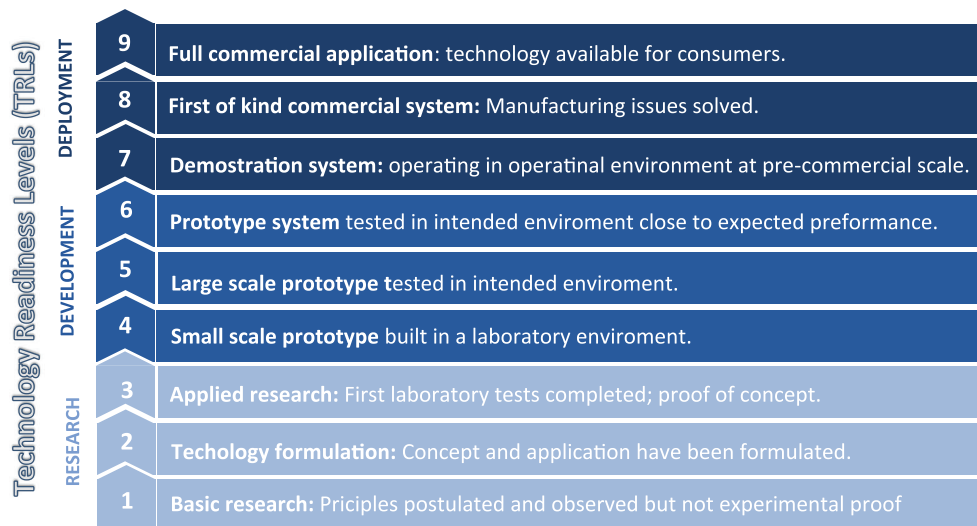 Technology Readiness Levels (TRLs)
DEPLOYMENT
9 Full commercial application: technology available for consumers.
8 First of kind commercial system: Manufacturing issues solved.
7 Demostration system: operating in operatinal environment at pre-commercial scale.
DEVELOPMENT
6 Prototype system tested in intended enviroment close to expected preformance.
5 Large scale prototype tested in intended enviroment.
4 Small scale prototype built in a laboratory enviroment.
RESEARCH
3 Applied research: First laboratory tests completed; proof of concept.
2 Techology formulation: Concept and application have been formulated.
1 Basic research: Priciples postulated and observed but not experimental proof